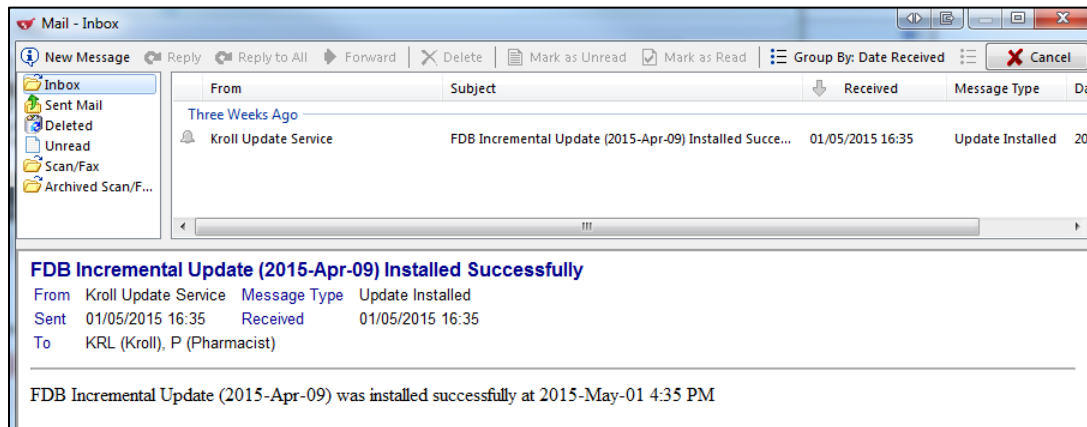 Mail - Inbox
New Message Reply Reply to All Forward Delete Mark as Unread Mark as Read Group By: Date Received Cancel
Inbox
Sent Mail
Deleted
Unread
Scan/Fax
Archived Scan/F...
From Subject Received Message Type Da
Three Weeks Ago
Kroll Update Service FDB Incremental Update (2015-Apr-09) Installed Succe... 01/05/2015 16:35 Update Installed 20
FDB Incremental Update (2015-Apr-09) Installed Successfully
From Kroll Update Service Message Type Update Installed
Sent 01/05/2015 16:35 Received 01/05/2015 16:35
To KRL (Kroll), P (Pharmacist)
FDB Incremental Update (2015-Apr-09) was installed successfully at 2015-May-01 4:35 PM